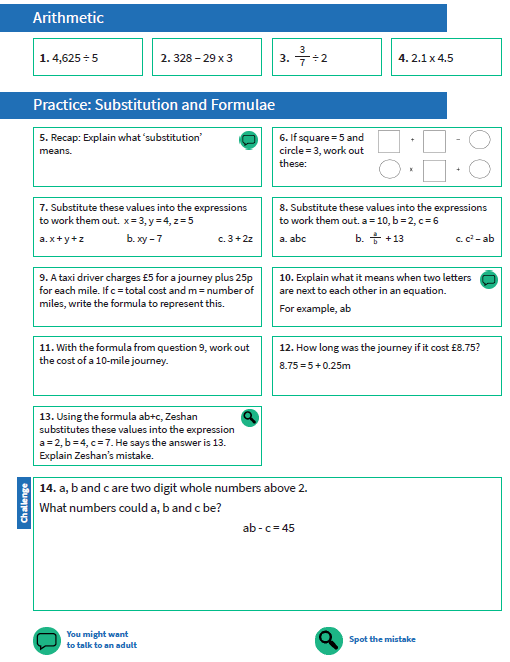 Arithmetic
1. 4,625 ÷ 5
2. 328 – 29 x 3
3. 3/7 ÷ 2
4. 2.1 x 4.5
Practice: Substitution and Formulae
5. Recap: Explain what ‘substitution’
means.
6. If square = 5 and
circle = 3, work out
these:
+ –
x +
7. Substitute these values into the expressions
to work them out. x = 3, y = 4, z = 5
a. x + y + z b. xy – 7 c. 3 + 2z
8. Substitute these values into the expressions
to work them out. a = 10, b = 2, c = 6
a. abc b. a/b + 13 c. c² – ab
9. A taxi driver charges £5 for a journey plus 25p
for each mile. If c = total cost and m = number of
miles, write the formula to represent this.
10. Explain what it means when two letters
are next to each other in an equation.
For example, ab
11. With the formula from question 9, work out
the cost of a 10-mile journey.
12. How long was the journey if it cost £8.75?
8.75 = 5 + 0.25m
13. Using the formula ab+c, Zeshan
substitutes these values into the expression
a = 2, b = 4, c = 7. He says the answer is 13.
Explain Zeshan’s mistake.
Challenge
14. a, b and c are two digit whole numbers above 2.
What numbers could a, b and c be?
ab - c = 45
You might want
to talk to an adult
Spot the mistake